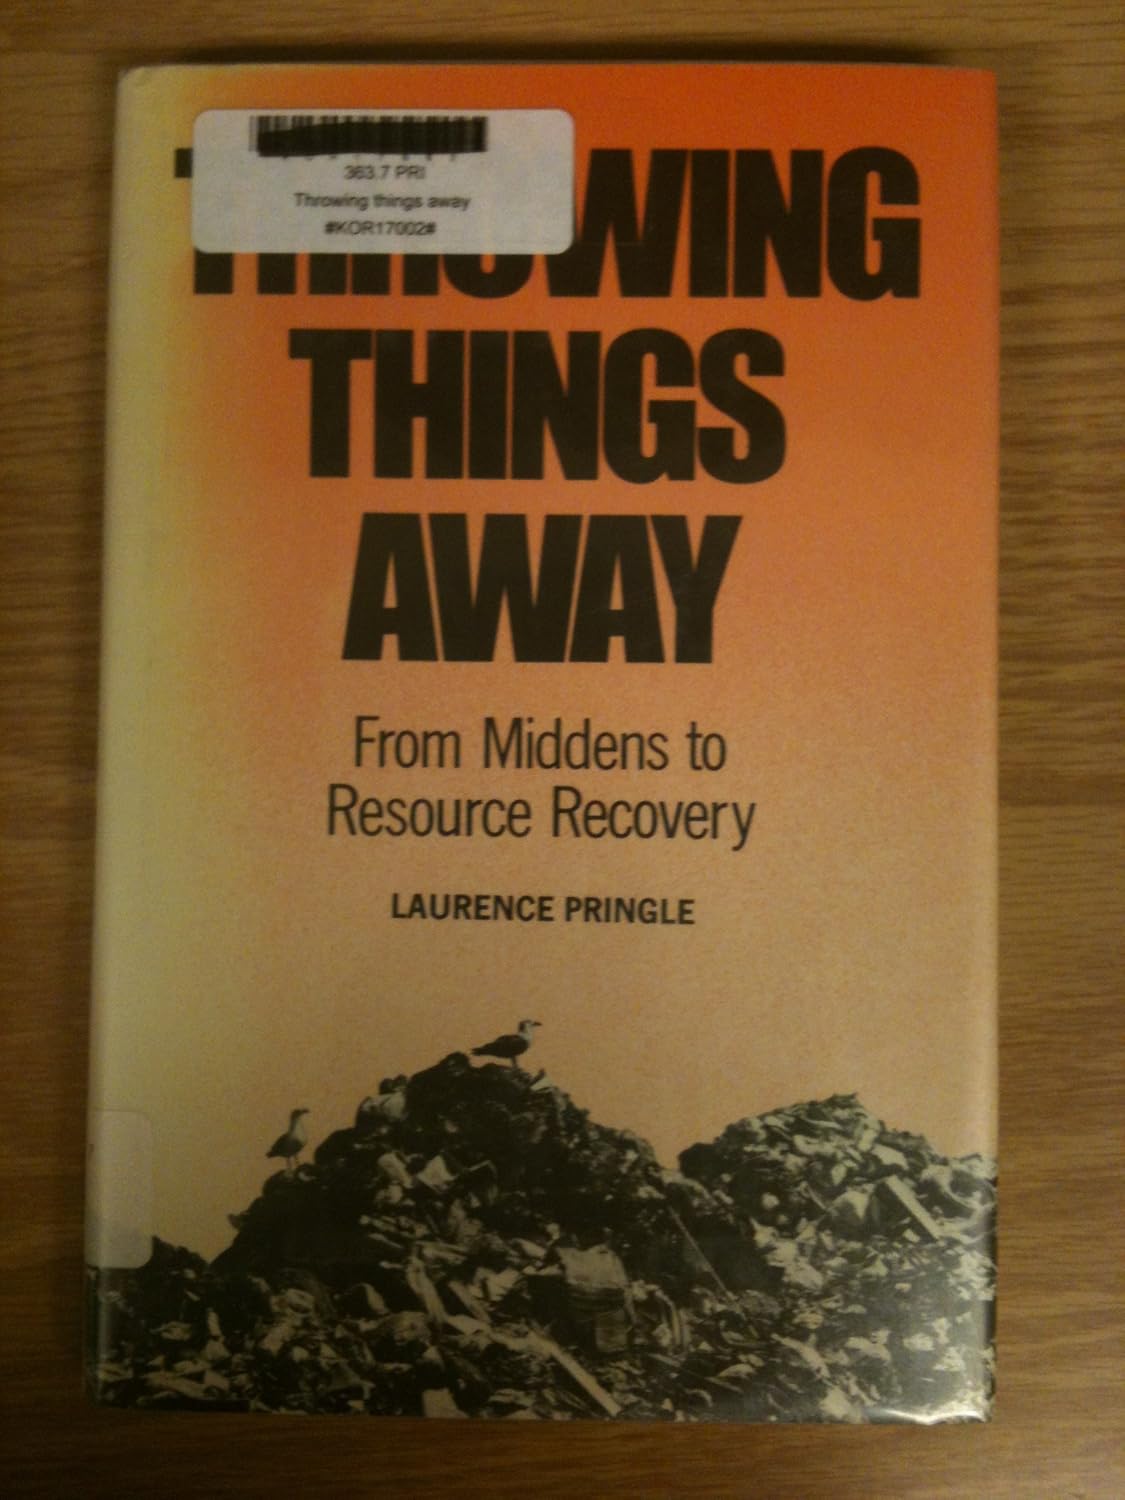 363.7 PRI
Throwing things away
#KOR17002#
THROWING
THINGS
AWAY
From Middens to
Resource Recovery
LAURENCE PRINGLE